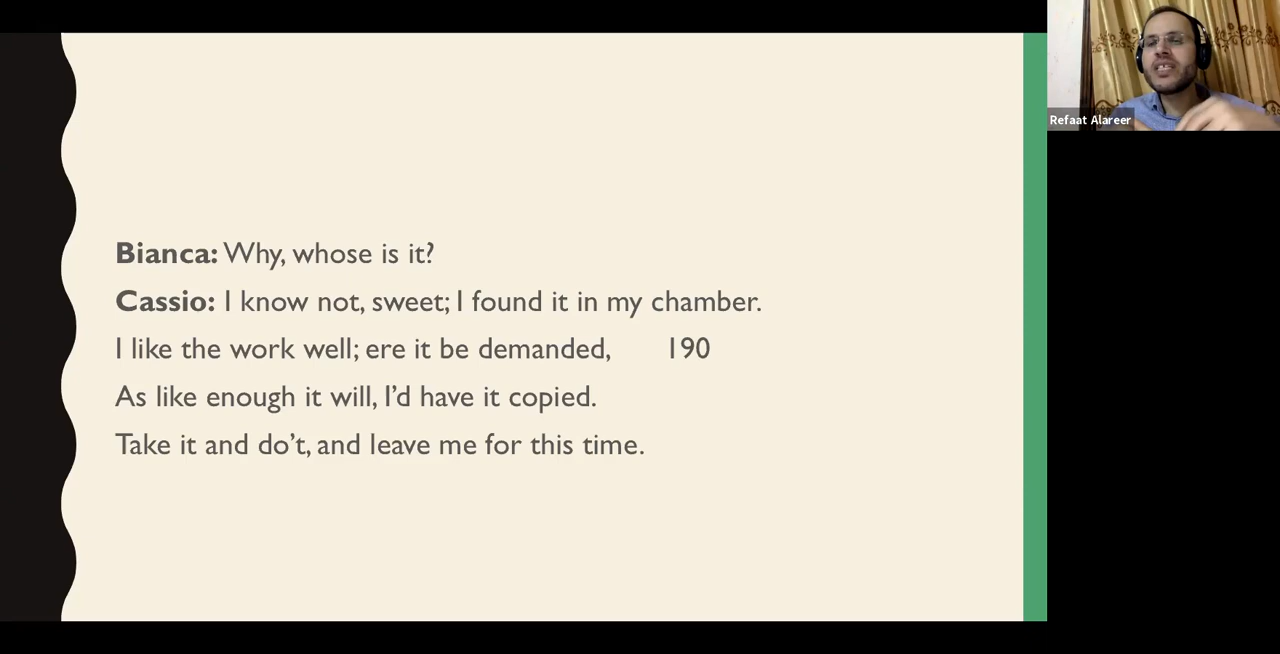 Bianca: Why, whose is it?
Cassio: I know not, sweet; I found it in my chamber.
I like the work well; ere it be demanded, 190
As like enough it will, I’d have it copied.
Take it and do’t, and leave me for this time.
Refaat Alareer